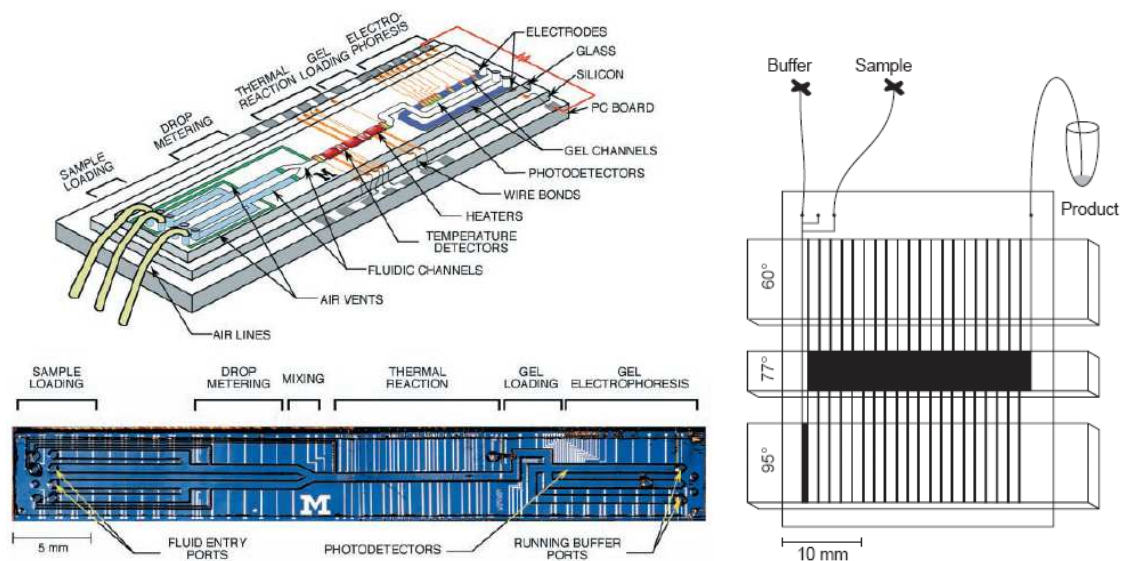 SAMPLE
LOADING
DROP
METERING
THERMAL
REACTION
GEL
LOADING
ELECTRO-
PHORESIS
ELECTRODES
GLASS
SILICON
PC BOARD
GEL CHANNELS
PHOTODETECTORS
WIRE BONDS
HEATERS
TEMPERATURE
DETECTORS
FLUIDIC CHANNELS
AIR VENTS
AIR LINES
SAMPLE
LOADING
DROP
METERING
MIXING
THERMAL
REACTION
GEL
LOADING
GEL
ELECTROPHORESIS
M
5 mm
FLUID ENTRY
PORTS
PHOTODETECTORS
RUNNING BUFFER
PORTS
Buffer
Sample
Product
60°
77°
95°
10 mm